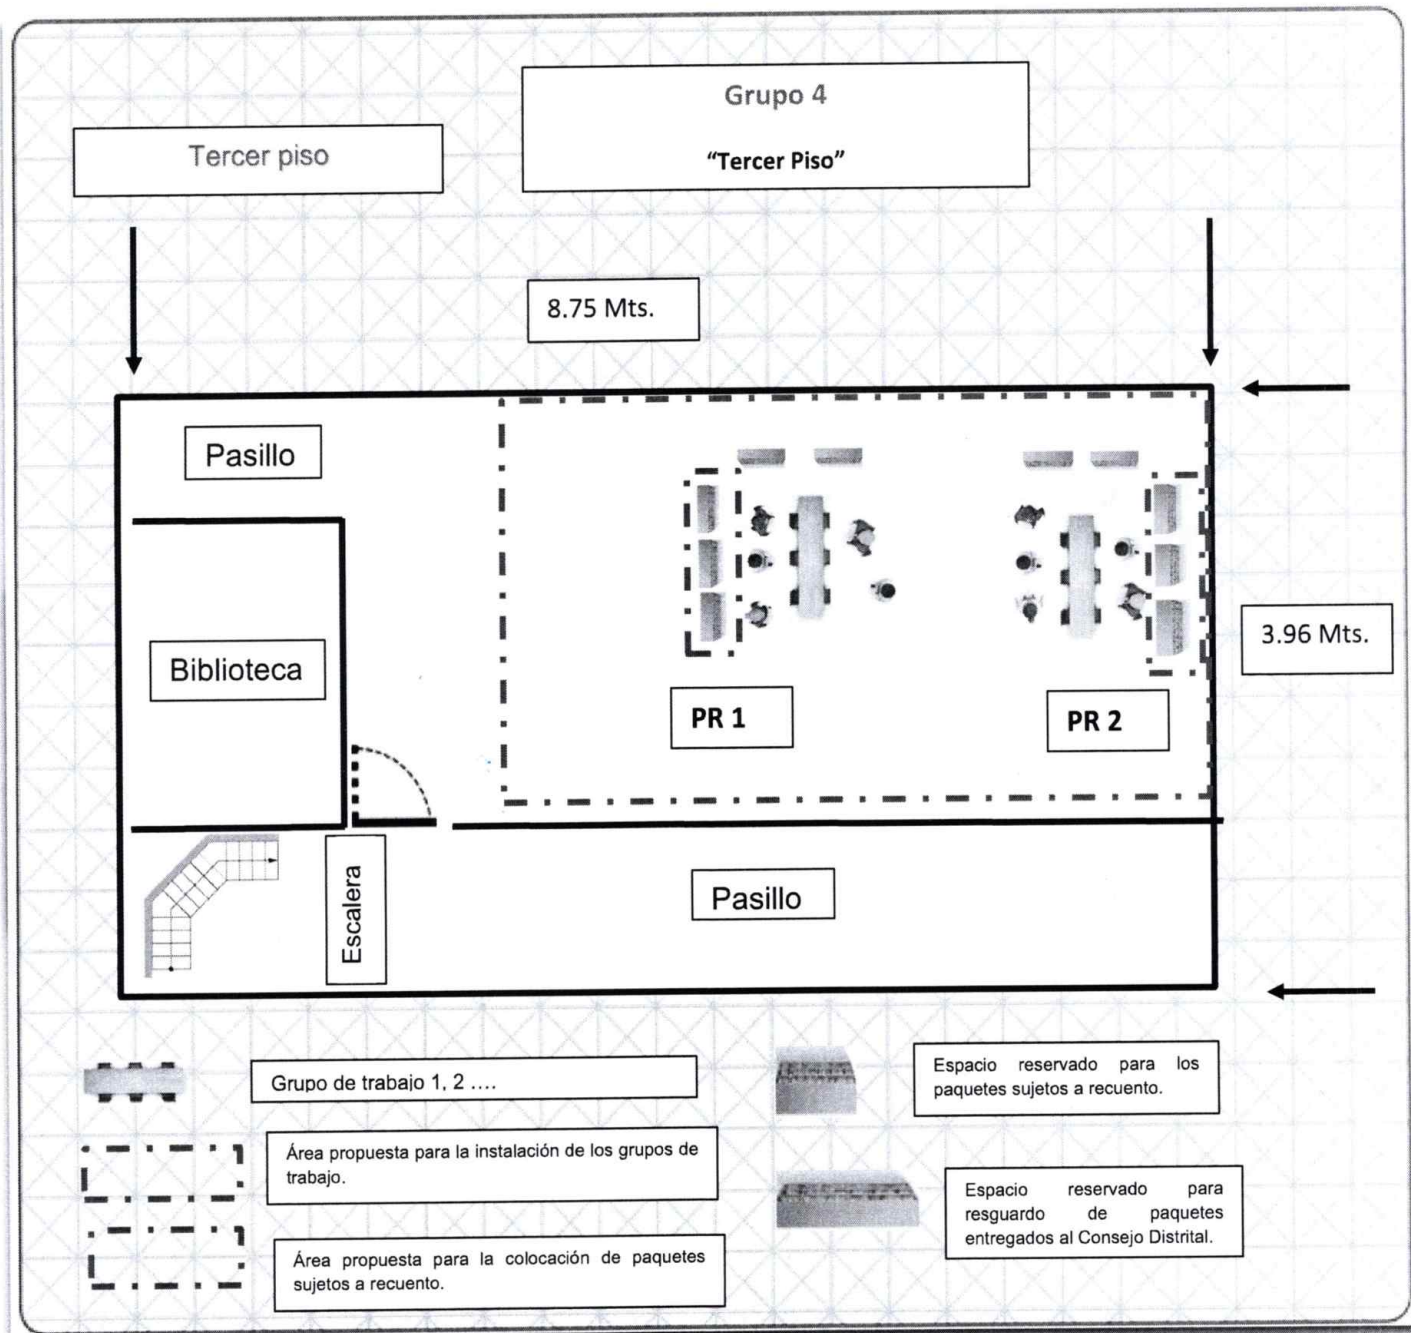 Grupo 4
"Tercer Piso"
Tercer piso
8.75 Mts.
Pasillo
Biblioteca
3.96 Mts.
PR 1
PR 2
Escalera
Pasillo
Grupo de trabajo 1, 2 ....
Área propuesta para la instalación de los grupos de
trabajo.
Área propuesta para la colocación de paquetes
sujetos a recuento.
Espacio reservado para los
paquetes sujetos a recuento.
Espacio reservado para
resguardo de paquetes
entregados al Consejo Distrital.